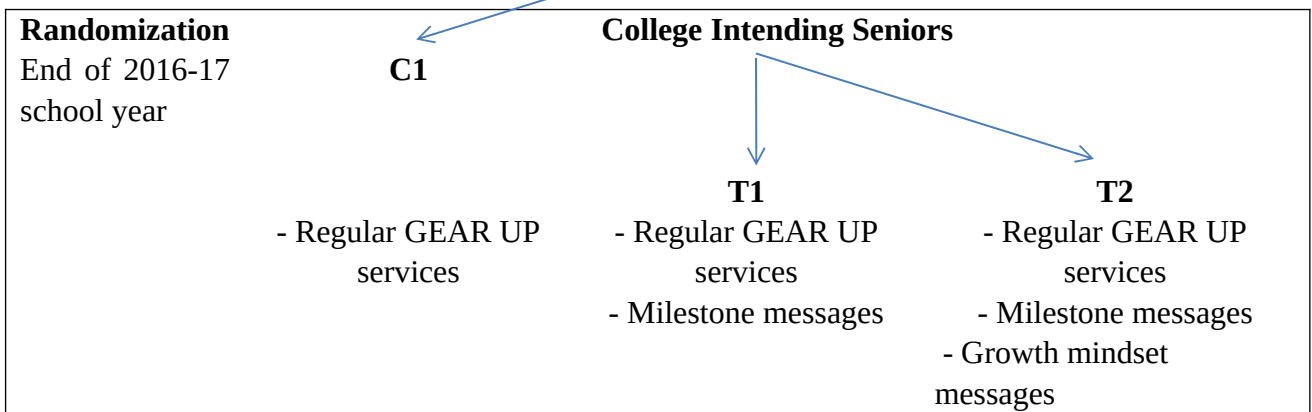 Randomization
College Intending Seniors
End of 2016-17
C1
school year
T1
T2
- Regular GEAR UP
- Regular GEAR UP
- Regular GEAR UP
services
services
services
- Milestone messages
- Milestone messages
- Growth mindset
messages